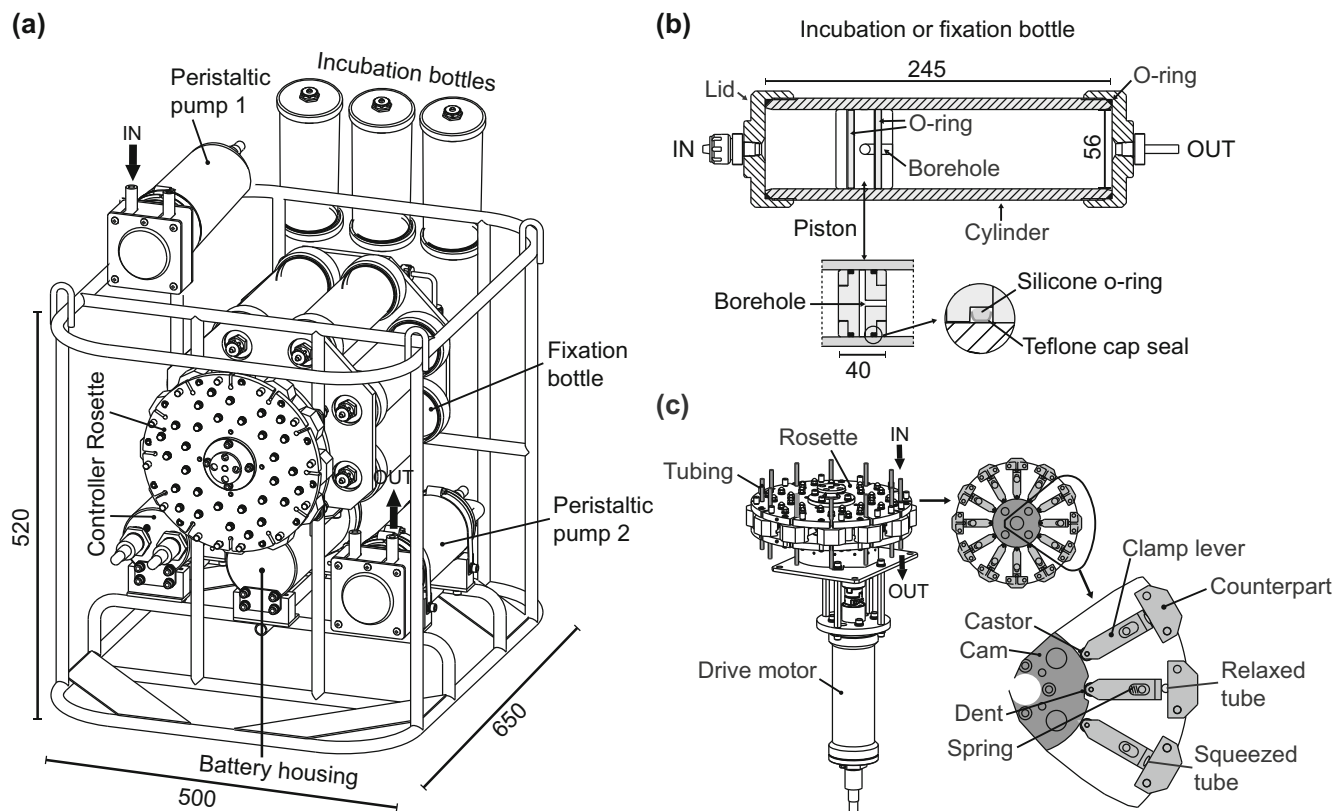 (a)
Incubation bottles
Peristaltic
pump 1
IN
Fixation
bottle
Controller Rosette
OUT
Peristaltic
pump 2
520
Battery housing
500
650
(b)
Incubation or fixation bottle
245
O-ring
Lid
O-ring
IN
Borehole
56
OUT
Piston
Cylinder
Borehole
Silicone o-ring
Teflone cap seal
40
(c)
Rosette
IN
Tubing
Clamp lever
Counterpart
OUT
Castor
Cam
Drive motor
Relaxed
tube
Dent
Spring
Squeezed
tube